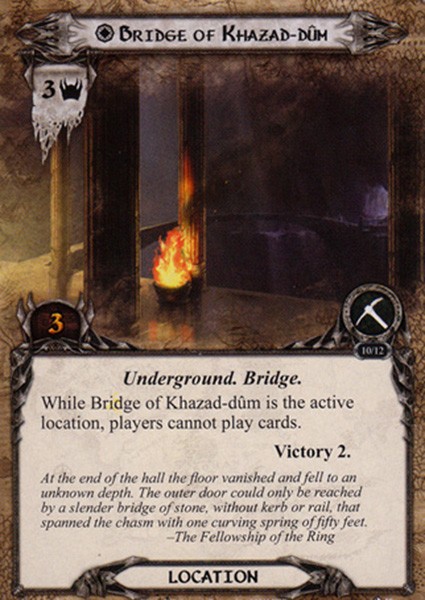 Bridge of Khazad-dûm
3
3
10/12
Underground. Bridge.
While Bridge of Khazad-dûm is the active
location, players cannot play cards.
Victory 2.
At the end of the hall the floor vanished and fell to an
unknown depth. The outer door could only be reached
by a slender bridge of stone, without kerb or rail, that
spanned the chasm with one curving spring of fifty feet.
–The Fellowship of the Ring
LOCATION